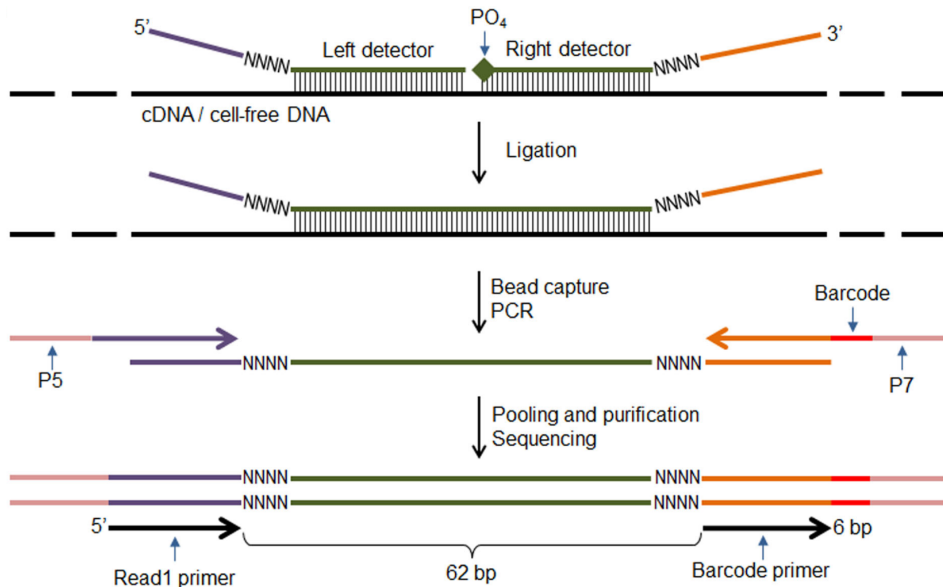 PO4
5’
Left detector
Right detector
3’
NNNN
NNNN
cDNA / cell-free DNA
Ligation
NNNN
NNNN
Bead capture
PCR
Barcode
NNNN
NNNN
P5
P7
Pooling and purification
Sequencing
NNNN
NNNN
NNNN
NNNN
5’
6 bp
Read1 primer
62 bp
Barcode primer